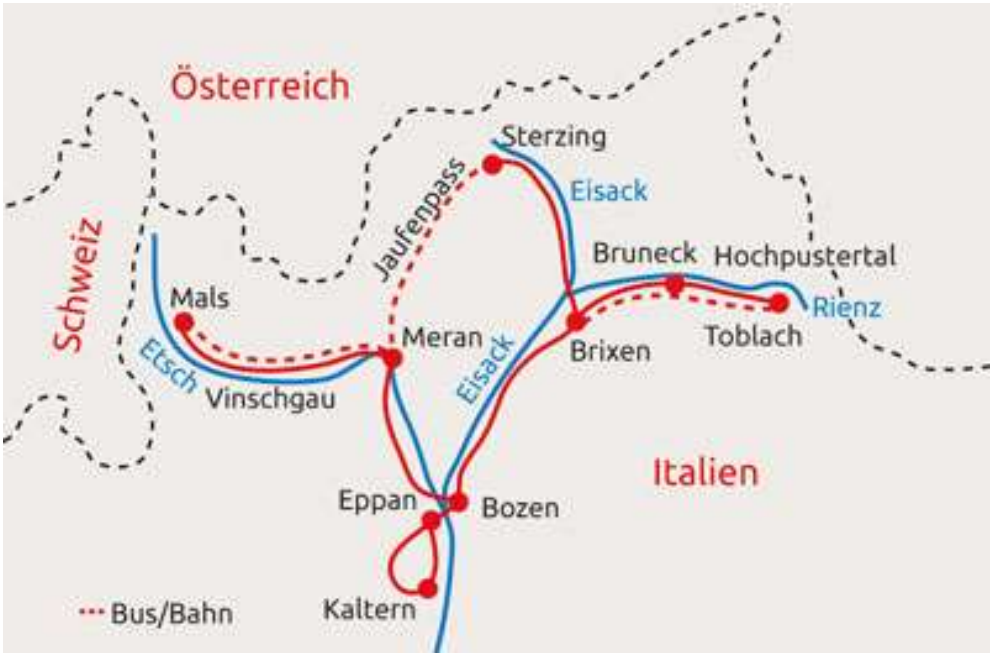 Österreich
Sterzing
Jaufenpass
Eisack
Schweiz
Bruneck
Hochpustertal
Mals
Rienz
Meran
Toblach
Brixen
Etsch
Eisack
Vinschgau
Italien
Eppan
Bozen
Kaltern
Bus/Bahn